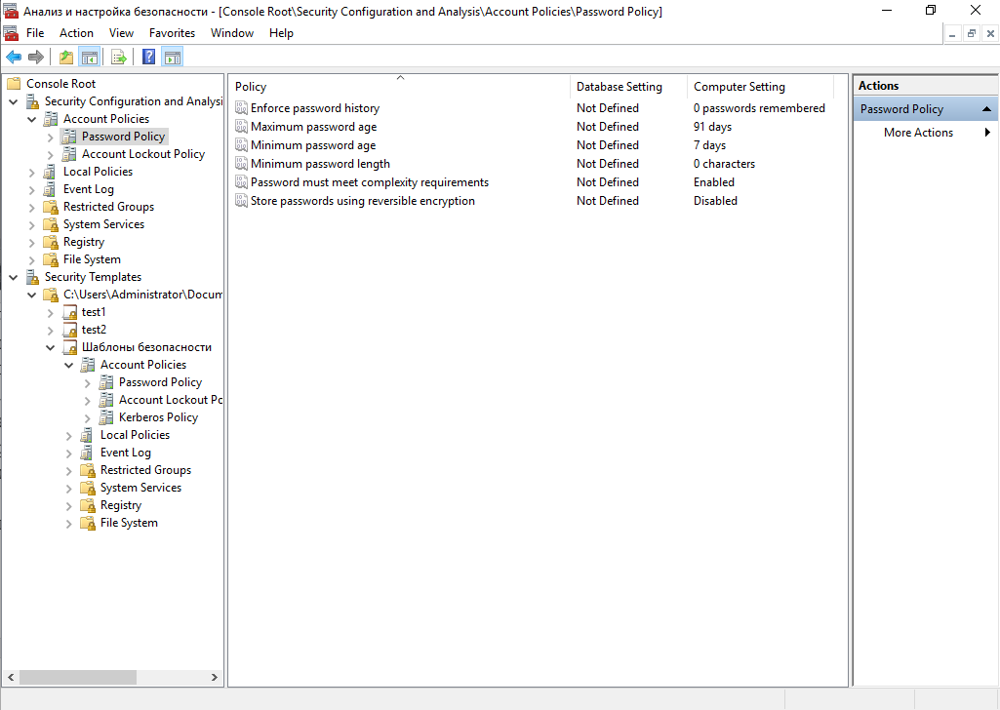 Анализ и настройка безопасности - [Console Root\Security Configuration and Analysis\Account Policies\Password Policy]
File Action View Favorites Window Help
Console Root
Security Configuration and Analysi
Account Policies
Password Policy
Account Lockout Policy
Local Policies
Event Log
Restricted Groups
System Services
Registry
File System
Security Templates
C:\Users\Administrator\Docum
test1
test2
Шаблоны безопасности
Account Policies
Password Policy
Account Lockout Po
Kerberos Policy
Local Policies
Event Log
Restricted Groups
System Services
Registry
File System
Policy Database Setting Computer Setting
Enforce password history Not Defined 0 passwords remembered
Maximum password age Not Defined 91 days
Minimum password age Not Defined 7 days
Minimum password length Not Defined 0 characters
Password must meet complexity requirements Not Defined Enabled
Store passwords using reversible encryption Not Defined Disabled
Actions
Password Policy
More Actions